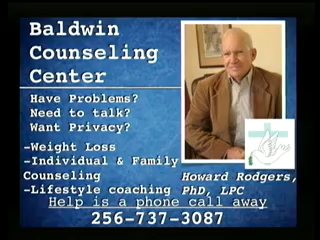 Baldwin
Counseling
Center
Have Problems?
Need to talk?
Want Privacy?
-Weight Loss
-Individual & Family
Counseling
-Lifestyle coaching
Howard Rodgers,
PhD, LPC
Help is a phone call away
256-737-3087